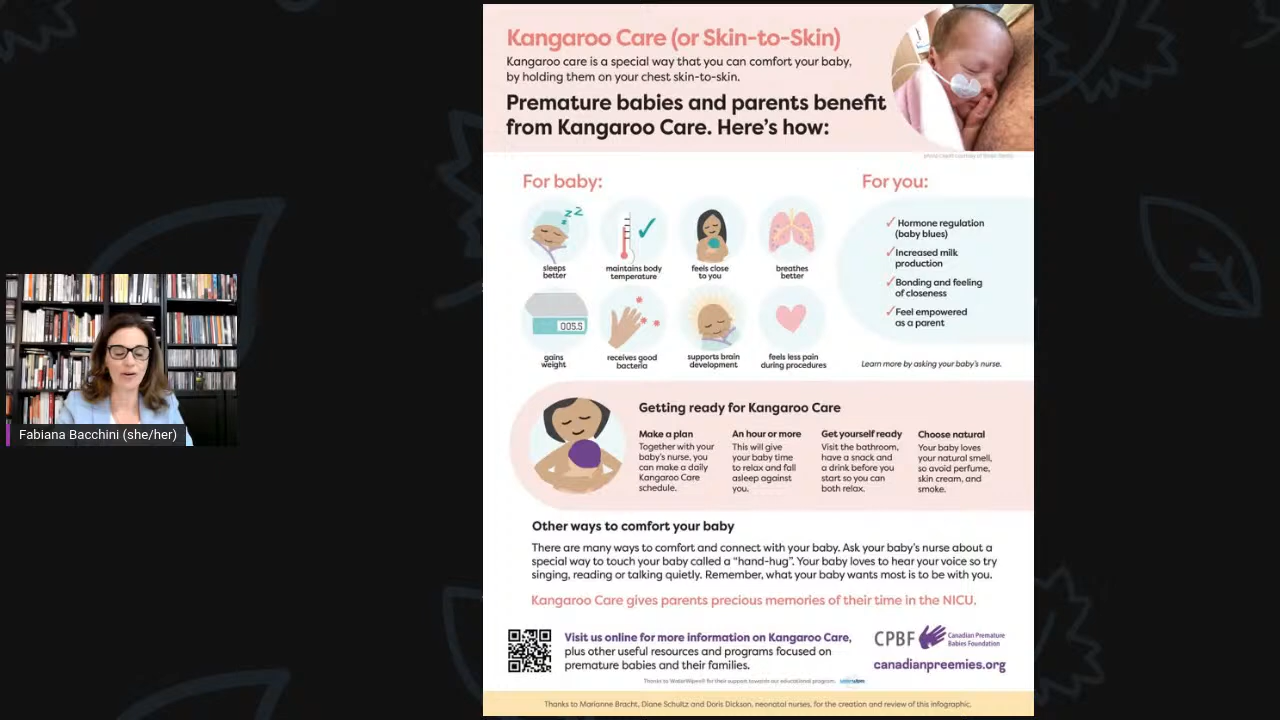 Kangaroo Care (or Skin-to-Skin)
Kangaroo care is a special way that you can comfort your baby,
by holding them on your chest skin-to-skin.
Premature babies and parents benefit
from Kangaroo Care. Here's how:
For baby:
zzz
sleeps
better
maintains body
temperature
feels close
to you
breathes
better
005.5
gains
weight
receives good
bacteria
supports brain
development
feels less pain
during procedures
For you:
Hormone regulation
(baby blues)
Increased milk
production
Bonding and feeling
of closeness
Feel empowered
as a parent
Learn more by asking your baby's nurse.
Fabiana Bacchini (she/her)
Getting ready for Kangaroo Care
Make a plan
Together with your
baby's nurse, you
can make a daily
Kangaroo Care
schedule.
An hour or more
This will give
your baby time
to relax and fall
asleep against
you.
Get yourself ready
Visit the bathroom,
have a snack and
a drink before you
start so you can
both relax.
Choose natural
Your baby loves
your natural smell,
so avoid perfume,
skin cream, and
smoke.
Other ways to comfort your baby
There are many ways to comfort and connect with your baby. Ask your baby's nurse about a
special way to touch your baby called a "hand-hug". Your baby loves to hear your voice so try
singing, reading or talking quietly. Remember, what your baby wants most is to be with you.
Kangaroo Care gives parents precious memories of their time in the NICU.
Visit us online for more information on Kangaroo Care,
plus other useful resources and programs focused on
premature babies and their families.
CPBF
Canadian Premature
Babies Foundation
canadianpreemies.org
Thanks to WaterWipes® for their support towards our educational program.
Thanks to Marianne Bracht, Diane Schultz and Doris Dickson, neonatal nurses, for the creation and review of this infographic.